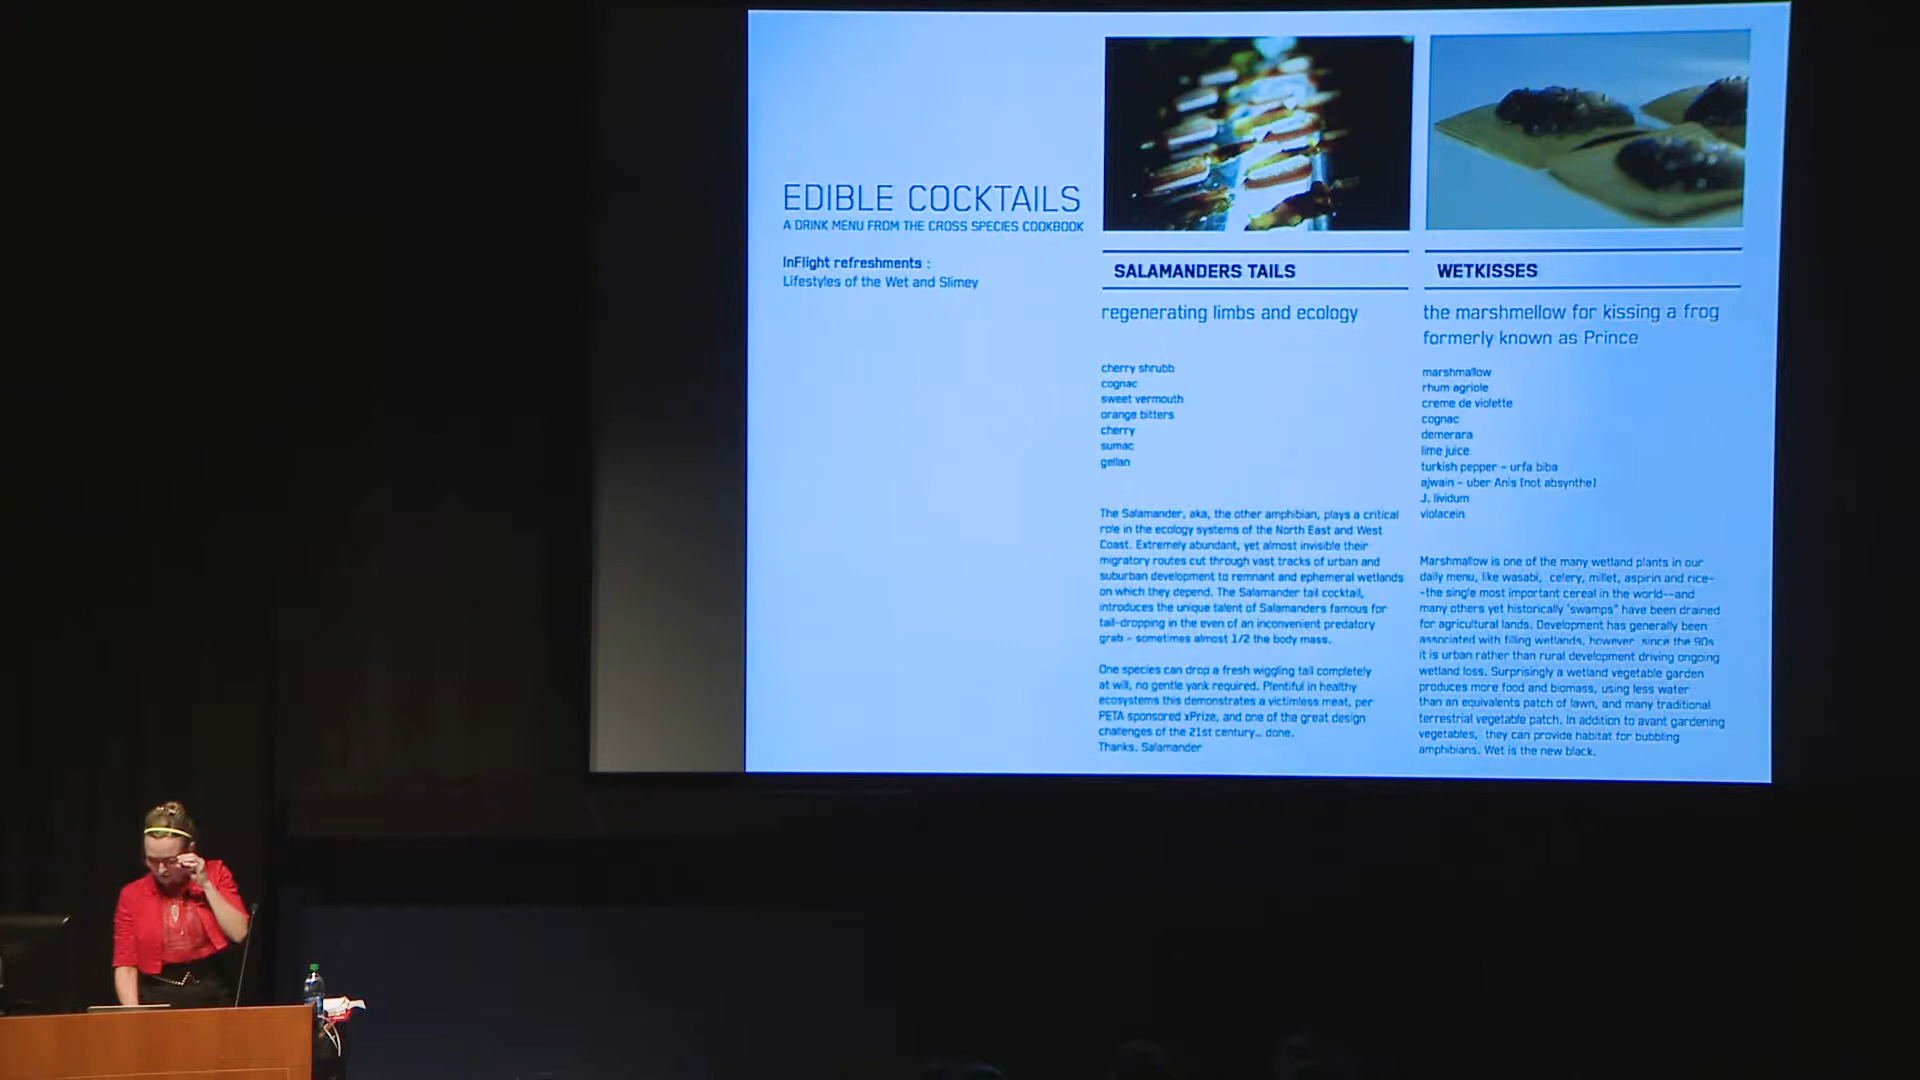 EDIBLE COCKTAILS
A DRINK MENU FROM THE CROSS SPECIES COOKBOOK
InFlight refreshments :
Lifestyles of the Wet and Slimey
SALAMANDERS TAILS
regenerating limbs and ecology
cherry shrubb
cognac
sweet vermouth
orange bitters
cherry
sumac
gellan
The Salamander, aka, the other amphibian, plays a critical
role in the ecology systems of the North East and West
Coast. Extremely abundant, yet almost invisible their
migratory routes cut through vast tracks of urban and
suburban development to remnant and ephemeral wetlands
on which they depend. The Salamander tail cocktail,
introduces the unique talent of Salamanders famous for
tail-dropping in the even of an inconvenient predatory
grab - sometimes almost 1/2 the body mass.
One species can drop a fresh wiggling tail completely
at will, no gentle yank required. Plentiful in healthy
ecosystems this demonstrates a victimless meat, per
PETA sponsored xPrize, and one of the great design
challenges of the 21st century... done.
Thanks, Salamander
WETKISSES
the marshmellow for kissing a frog
formerly known as Prince
marshmallow
rhum agriole
creme de violette
cognac
demerara
lime juice
turkish pepper - urfa biba
ajwain - uber Anis [not absynthe]
J. lividum
violacein
Marshmallow is one of the many wetland plants in our
daily menu, like wasabi, celery, millet, aspirin and rice-
-the single most important cereal in the world--and
many others yet historically 'swamps" have been drained
for agricultural lands. Development has generally been
associated with filling wetlands, however, since the 90s
it is urban rather than rural development driving ongoing
wetland loss. Surprisingly a wetland vegetable garden
produces more food and biomass, using less water
than an equivalents patch of lawn, and many traditional
terrestrial vegetable patch. In addition to avant gardening
vegetables, they can provide habitat for bubbling
amphibians. Wet is the new black.